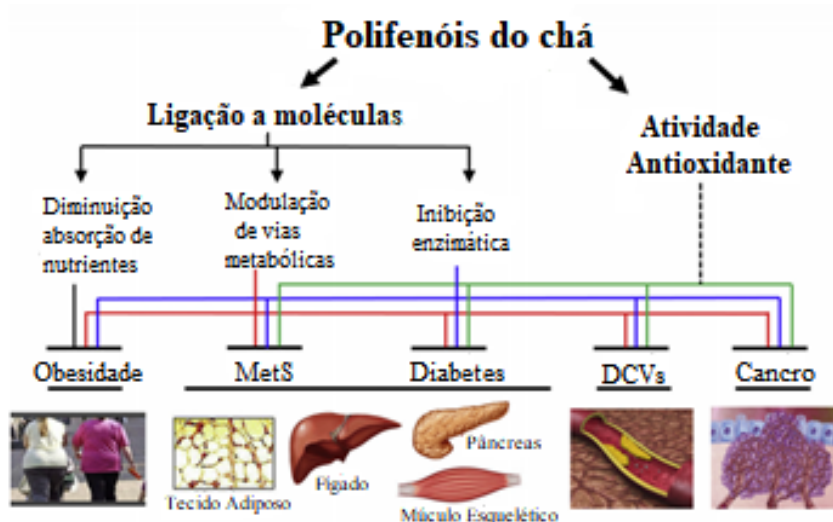 Polifenóis do chá
Ligação a moléculas
Atividade
Antioxidante
Diminuição
absorção de
nutrientes
Modulação
de vias
metabólicas
Inibição
enzimática
Obesidade
MetS
Diabetes
DCVs
Cancro
Tecido Adiposo
Fígado
Pâncreas
Múculo Esquelético